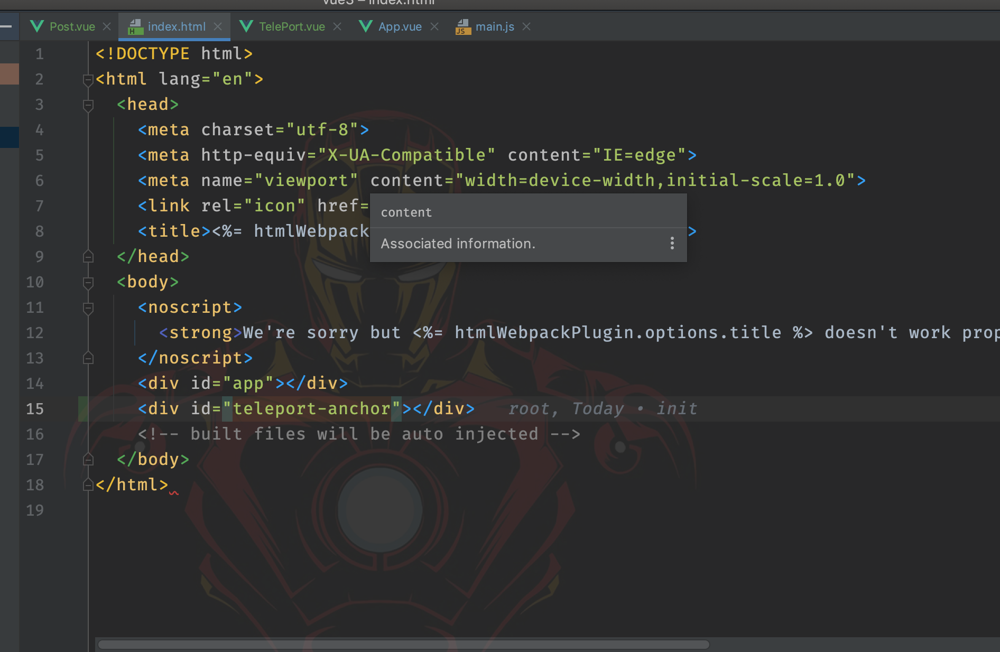 vue3 – index.html
Post.vue
index.html
TelePort.vue
App.vue
main.js
1 <!DOCTYPE html>
2 <html lang="en">
3 <head>
4 <meta charset="utf-8">
5 <meta http-equiv="X-UA-Compatible" content="IE=edge">
6 <meta name="viewport" content="width=device-width,initial-scale=1.0">
7 <link rel="icon" href=
content
8 <title><%= htmlWebpack >
Associated information.
9 </head>
10 <body>
11 <noscript>
12 <strong>We're sorry but <%= htmlWebpackPlugin.options.title %> doesn't work prop
13 </noscript>
14 <div id="app"></div>
15 <div id="teleport-anchor"></div> root, Today • init
16 <!-- built files will be auto injected -->
17 </body>
18 </html>
19